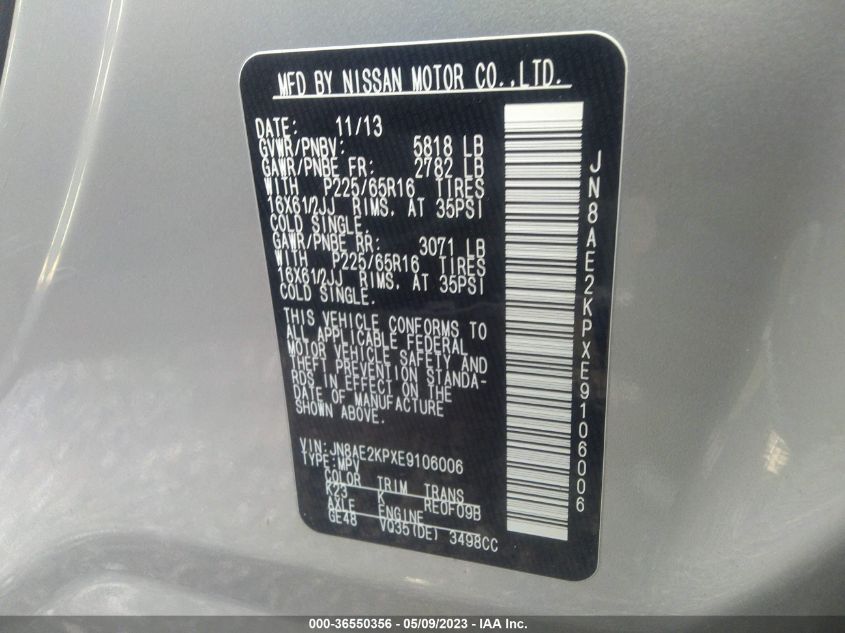 MFD BY NISSAN MOTOR CO.,LTD.
DATE: 11/13
GVWR/PNBV: 5818 LB
GAWR/PNBE FR: 2782 LB
WITH P225/65R16 TIRES
16X61/2JJ RIMS. AT 35PSI
COLD SINGLE.
GAWR/PNBE RR: 3071 LB
WITH P225/65R16 TIRES
16X61/2JJ RIMS. AT 35PSI
COLD SINGLE.
THIS VEHICLE CONFORMS TO
ALL APPLICABLE FEDERAL
MOTOR VEHICLE SAFETY AND
THEFT PREVENTION STANDA-
RDS IN EFFECT ON THE
DATE OF MANUFACTURE
SHOWN ABOVE.
VIN:JN8AE2KPXE9106006
TYPE:MPV
COLOR TRIM TRANS
K23 K RE0F09B
AXLE ENGINE
GE48 VQ35(DE) 3498CC
JN8AE2KPXE9106006
000-36550356 - 05/09/2023 - IAA Inc.